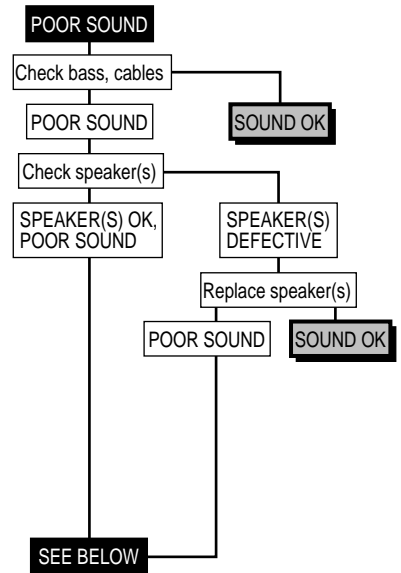 POOR SOUND
Check bass, cables
POOR SOUND
SOUND OK
Check speaker(s)
SPEAKER(S) OK,
POOR SOUND
SPEAKER(S)
DEFECTIVE
Replace speaker(s)
POOR SOUND
SOUND OK
SEE BELOW